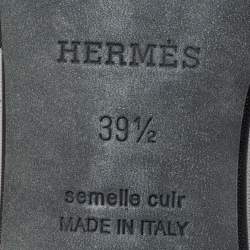 HERMÈS
39½
semelle cuir
MADE IN ITALY